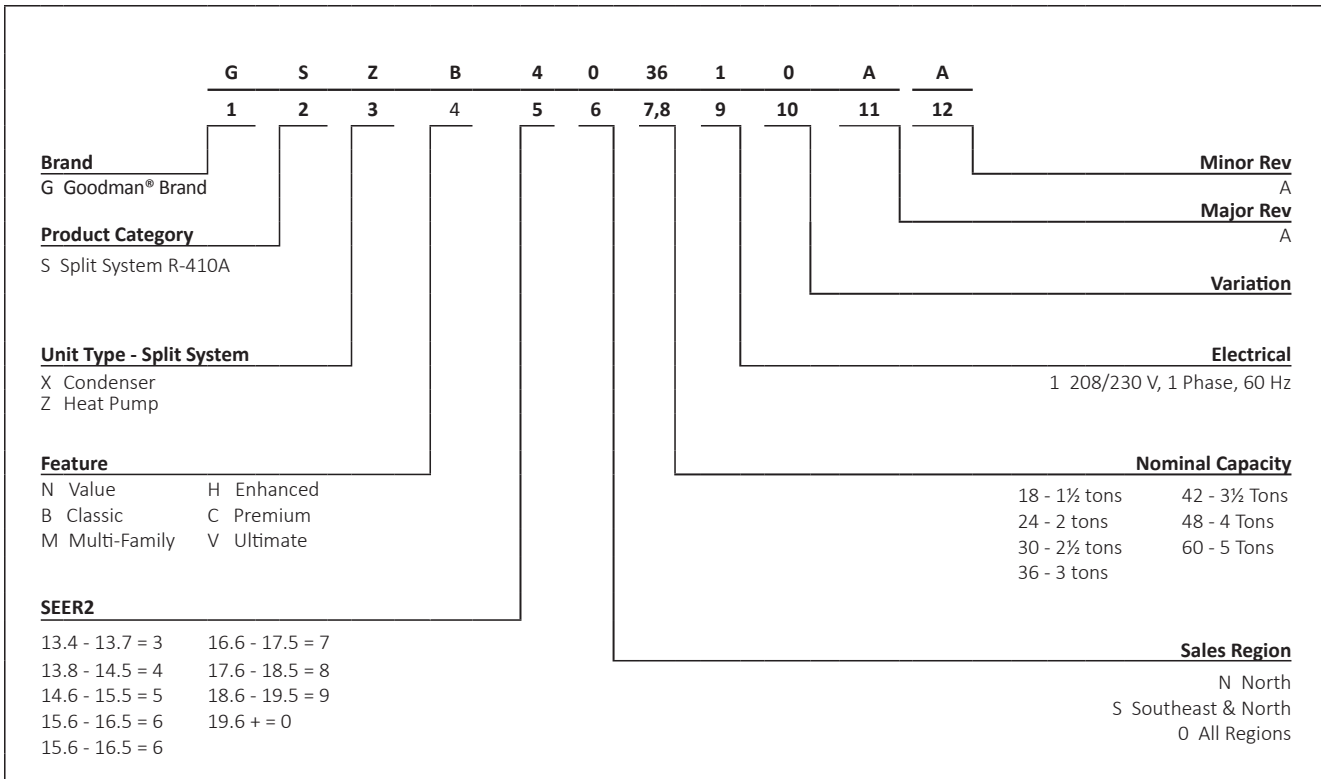 G S Z B 4 0 36 1 0 A A
1 2 3 4 5 6 7,8 9 10 11 12
Brand
G Goodman® Brand
Product Category
S Split System R-410A
Unit Type - Split System
X Condenser
Z Heat Pump
Feature
N Value H Enhanced
B Classic C Premium
M Multi-Family V Ultimate
SEER2
13.4 - 13.7 = 3 16.6 - 17.5 = 7
13.8 - 14.5 = 4 17.6 - 18.5 = 8
14.6 - 15.5 = 5 18.6 - 19.5 = 9
15.6 - 16.5 = 6 19.6 + = 0
15.6 - 16.5 = 6
Minor Rev
A
Major Rev
A
Variation
Electrical
1 208/230 V, 1 Phase, 60 Hz
Nominal Capacity
18 - 1½ tons 42 - 3½ Tons
24 - 2 tons 48 - 4 Tons
30 - 2½ tons 60 - 5 Tons
36 - 3 tons
Sales Region
N North
S Southeast & North
0 All Regions